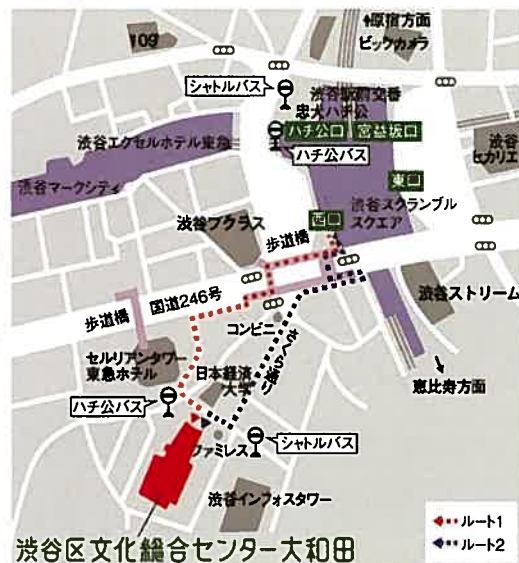 ↑原宿方面
ビックカメラ
109
シャトルバス
渋谷駅前交番
忠犬ハチ公
ハチ公口
宮益坂口
ハチ公バス
渋谷エクセルホテル東急
渋谷マークシティ
渋谷
ヒカリエ
東口
渋谷スクランブル
スクエア
西口
渋谷フクラス
歩道橋
国道246号
歩道橋
渋谷ストリーム
コンビニ
さくら通り
セルリアンタワー
東急ホテル
日本経済
大学
恵比寿方面
ハチ公バス
ファミレス
シャトルバス
渋谷インフォスタワー
渋谷区文化総合センター大和田
ルート1
ルート2